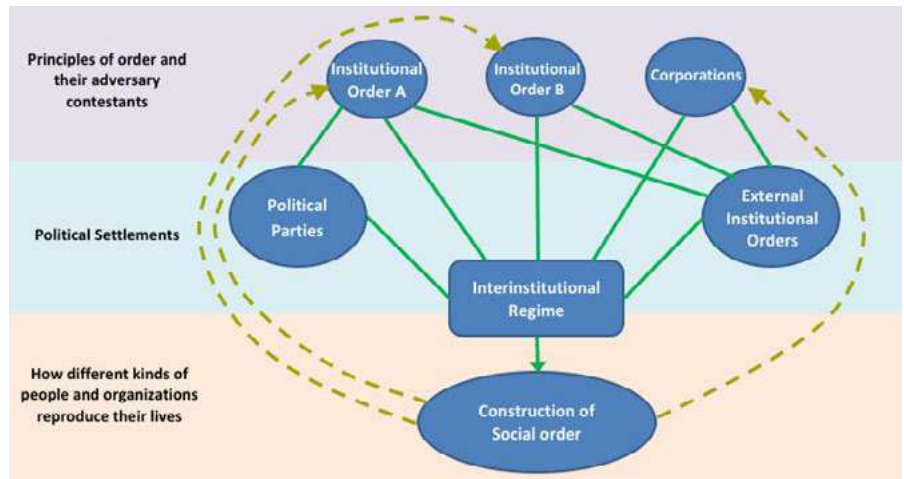 Principles of order and
their adversary
contestants
Institutional
Order A
Institutional
Order B
Corporations
Political Settlements
Political
Parties
External
Institutional
Orders
Interinstitutional
Regime
How different kinds of
people and organizations
reproduce their lives
Construction of
Social order